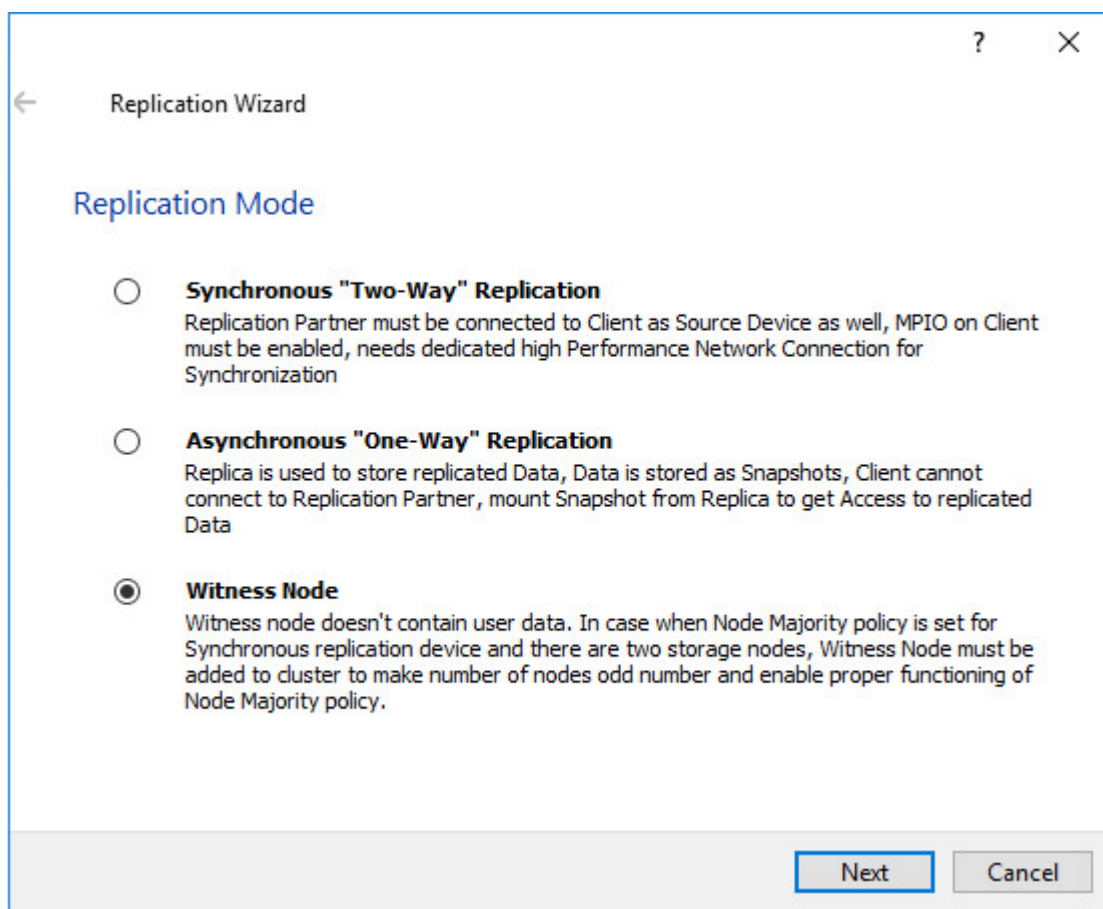 ?
Replication Wizard
Replication Mode
Synchronous "Two-Way" Replication
Replication Partner must be connected to Client as Source Device as well, MPIO on Client
must be enabled, needs dedicated high Performance Network Connection for
Synchronization
Asynchronous "One-Way" Replication
Replica is used to store replicated Data, Data is stored as Snapshots, Client cannot
connect to Replication Partner, mount Snapshot from Replica to get Access to replicated
Data
Witness Node
Witness node doesn't contain user data. In case when Node Majority policy is set for
Synchronous replication device and there are two storage nodes, Witness Node must be
added to cluster to make number of nodes odd number and enable proper functioning of
Node Majority policy.
Next Cancel